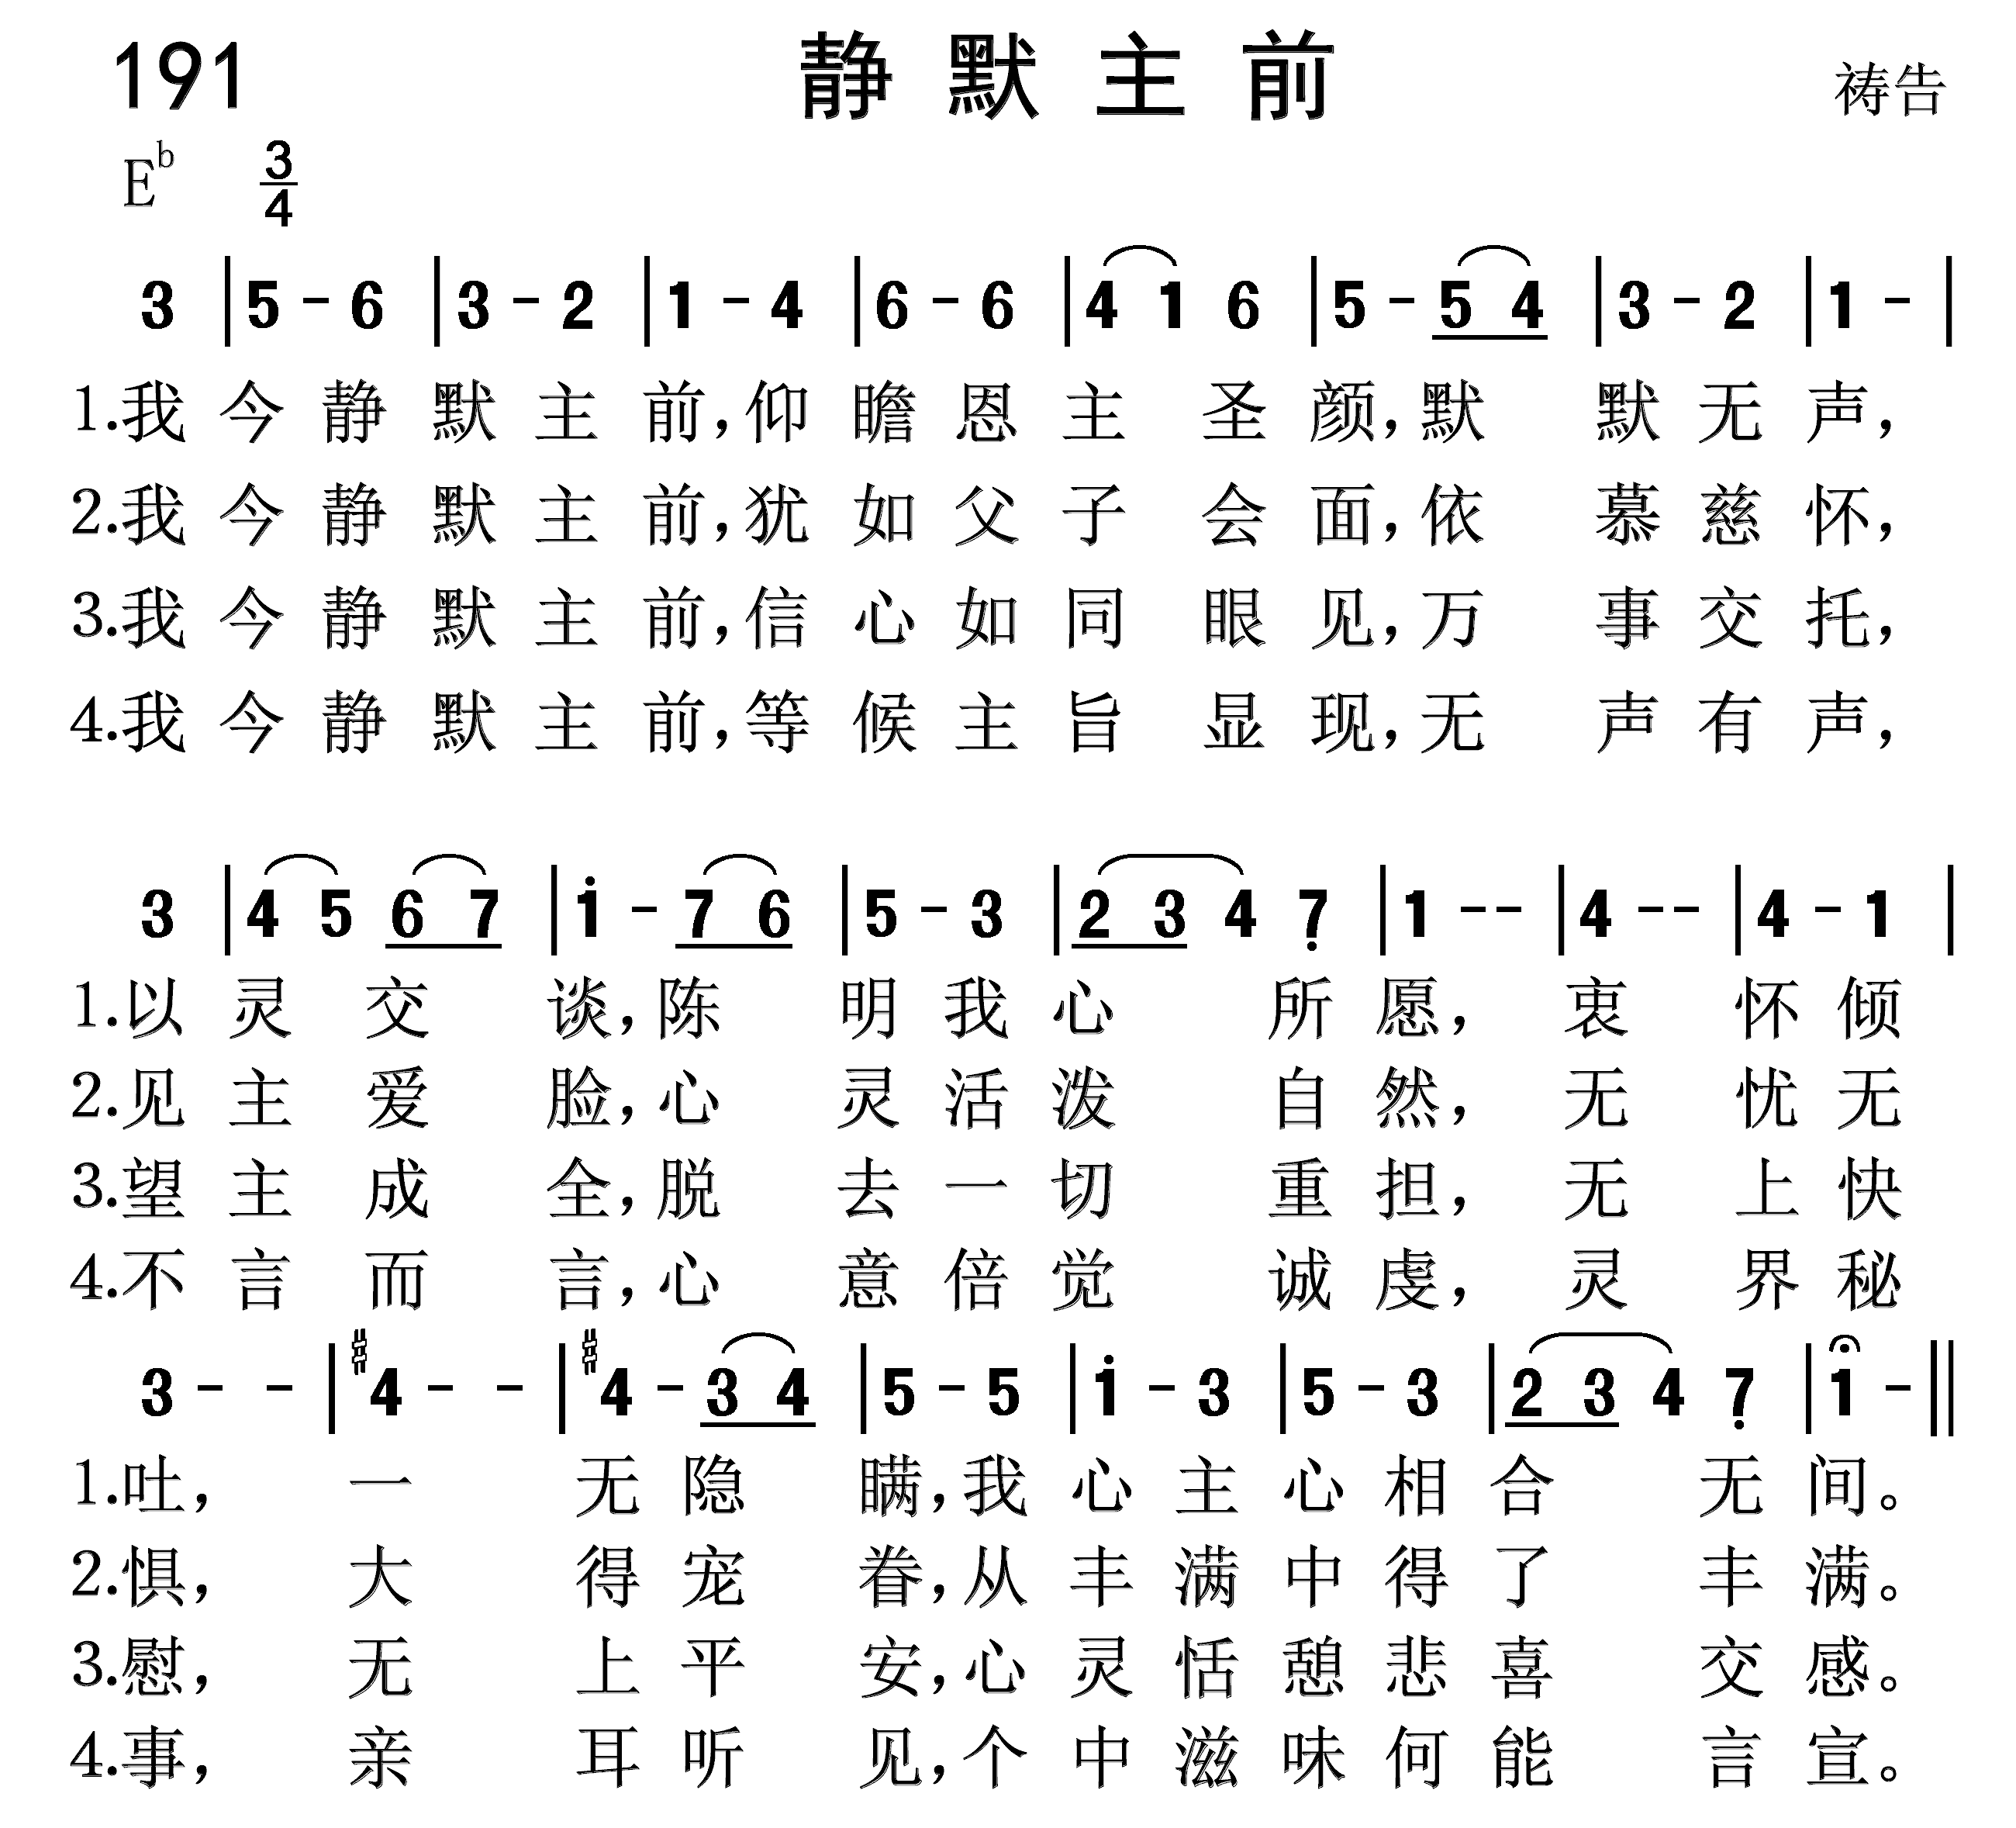 191 静默主前 祷告
E♭ 3/4
3 | 5 - 6 | 3 - 2 | 1 - 4 | 6 - 6 | 4 1 6 | 5 - 5 4 | 3 - 2 | 1 - |
1.我今静默主前，仰瞻恩主圣颜，默默无声，
2.我今静默主前，犹如父子会面，依慕慈怀，
3.我今静默主前，信心如同眼见，万事交托，
4.我今静默主前，等候主旨显现，无声有声，
3 | 4 5 6 7 | i - 7 6 | 5 - 3 | 2 3 4 7̣ | 1 - - | 4 - - | 4 - 1 |
1.以灵交谈，陈明我心所愿，衷怀倾
2.见主爱脸，心灵活泼自然，无忧无
3.望主成全，脱去一切重担，无上快
4.不言而言，心意倍觉诚虔，灵界秘
3 - - | #4 - - | #4 - 3 4 | 5 - 5 | i - 3 | 5 - 3 | 2 3 4 7̣ | 1 - ||
1.吐，一无隐瞒，我心主心相合无间。
2.惧，大得宠眷，从丰满中得了丰满。
3.慰，无上平安，心灵恬憩悲喜交感。
4.事，亲耳听见，个中滋味何能言宣。